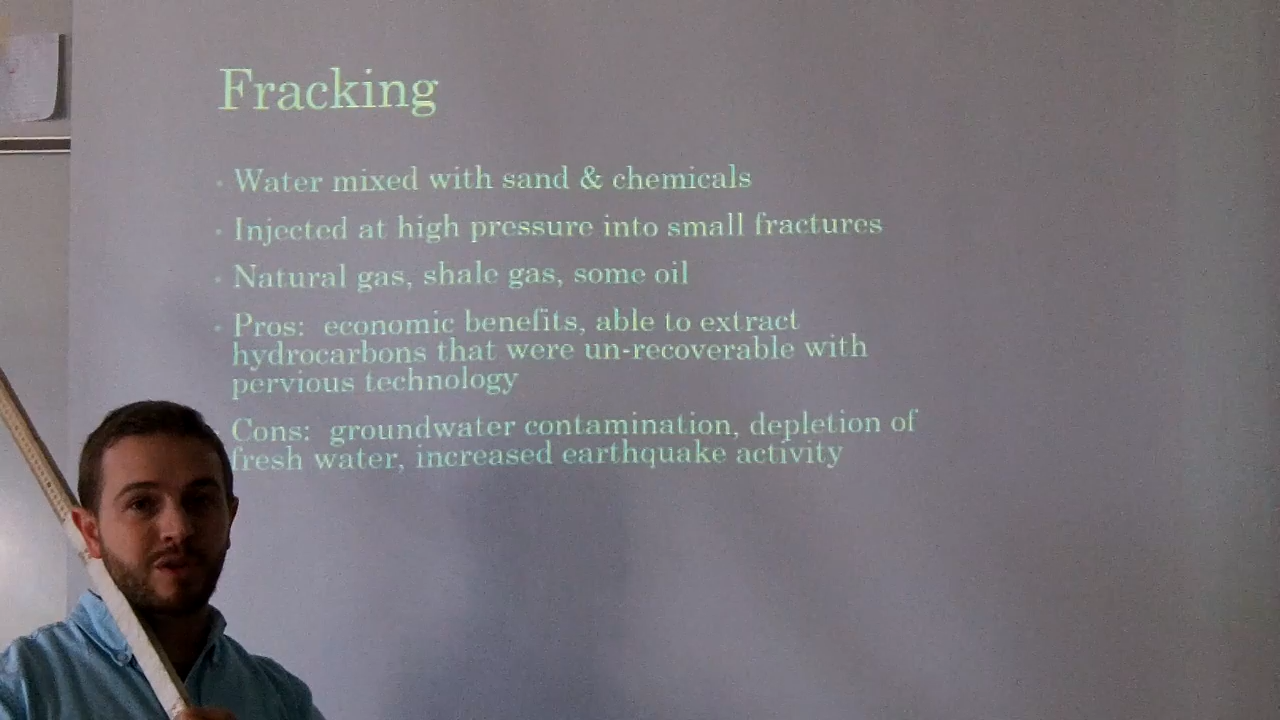 Fracking
• Water mixed with sand & chemicals
• Injected at high pressure into small fractures
• Natural gas, shale gas, some oil
• Pros: economic benefits, able to extract
hydrocarbons that were un-recoverable with
pervious technology
• Cons: groundwater contamination, depletion of
fresh water, increased earthquake activity